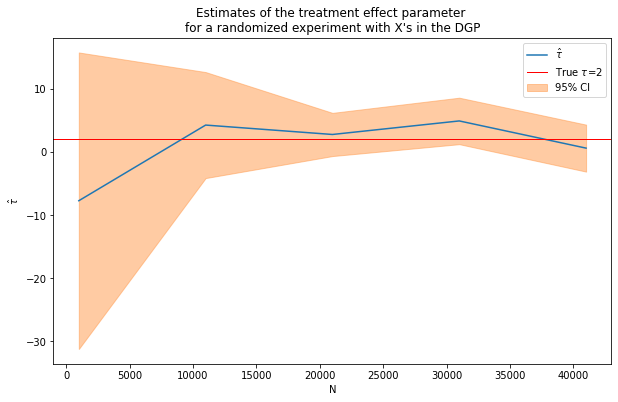 Estimates of the treatment effect parameter
for a randomized experiment with X's in the DGP
τ̂
True τ=2
95% CI
10
0
−10
−20
−30
τ̂
0
5000
10000
15000
20000
25000
30000
35000
40000
N